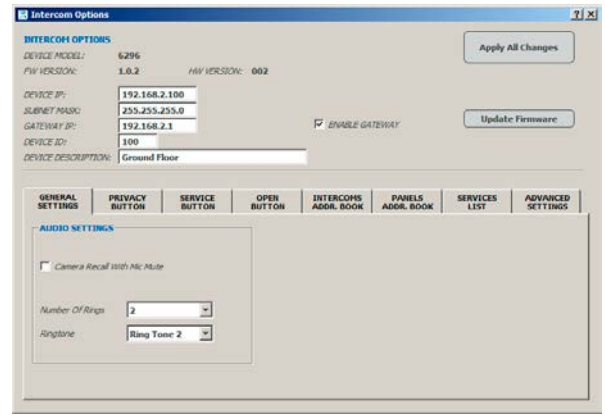 Intercom Options
INTERCOM OPTIONS
DEVICE MODEL: 6296
FW VERSION: 1.0.2 HW VERSION: 002
Apply All Changes
DEVICE IP: 192.168.2.100
SUBNET MASK: 255.255.255.0
GATEWAY IP: 192.168.2.1 ENABLE GATEWAY
Update Firmware
DEVICE ID: 100
DEVICE DESCRIPTION: Ground Floor
GENERAL SETTINGS
PRIVACY BUTTON
SERVICE BUTTON
OPEN BUTTON
INTERCOMS ADDR. BOOK
PANELS ADDR. BOOK
SERVICES LIST
ADVANCED SETTINGS
AUDIO SETTINGS
Camera Recall With Mic Mute
Number Of Rings 2
Ringtone Ring Tone 2